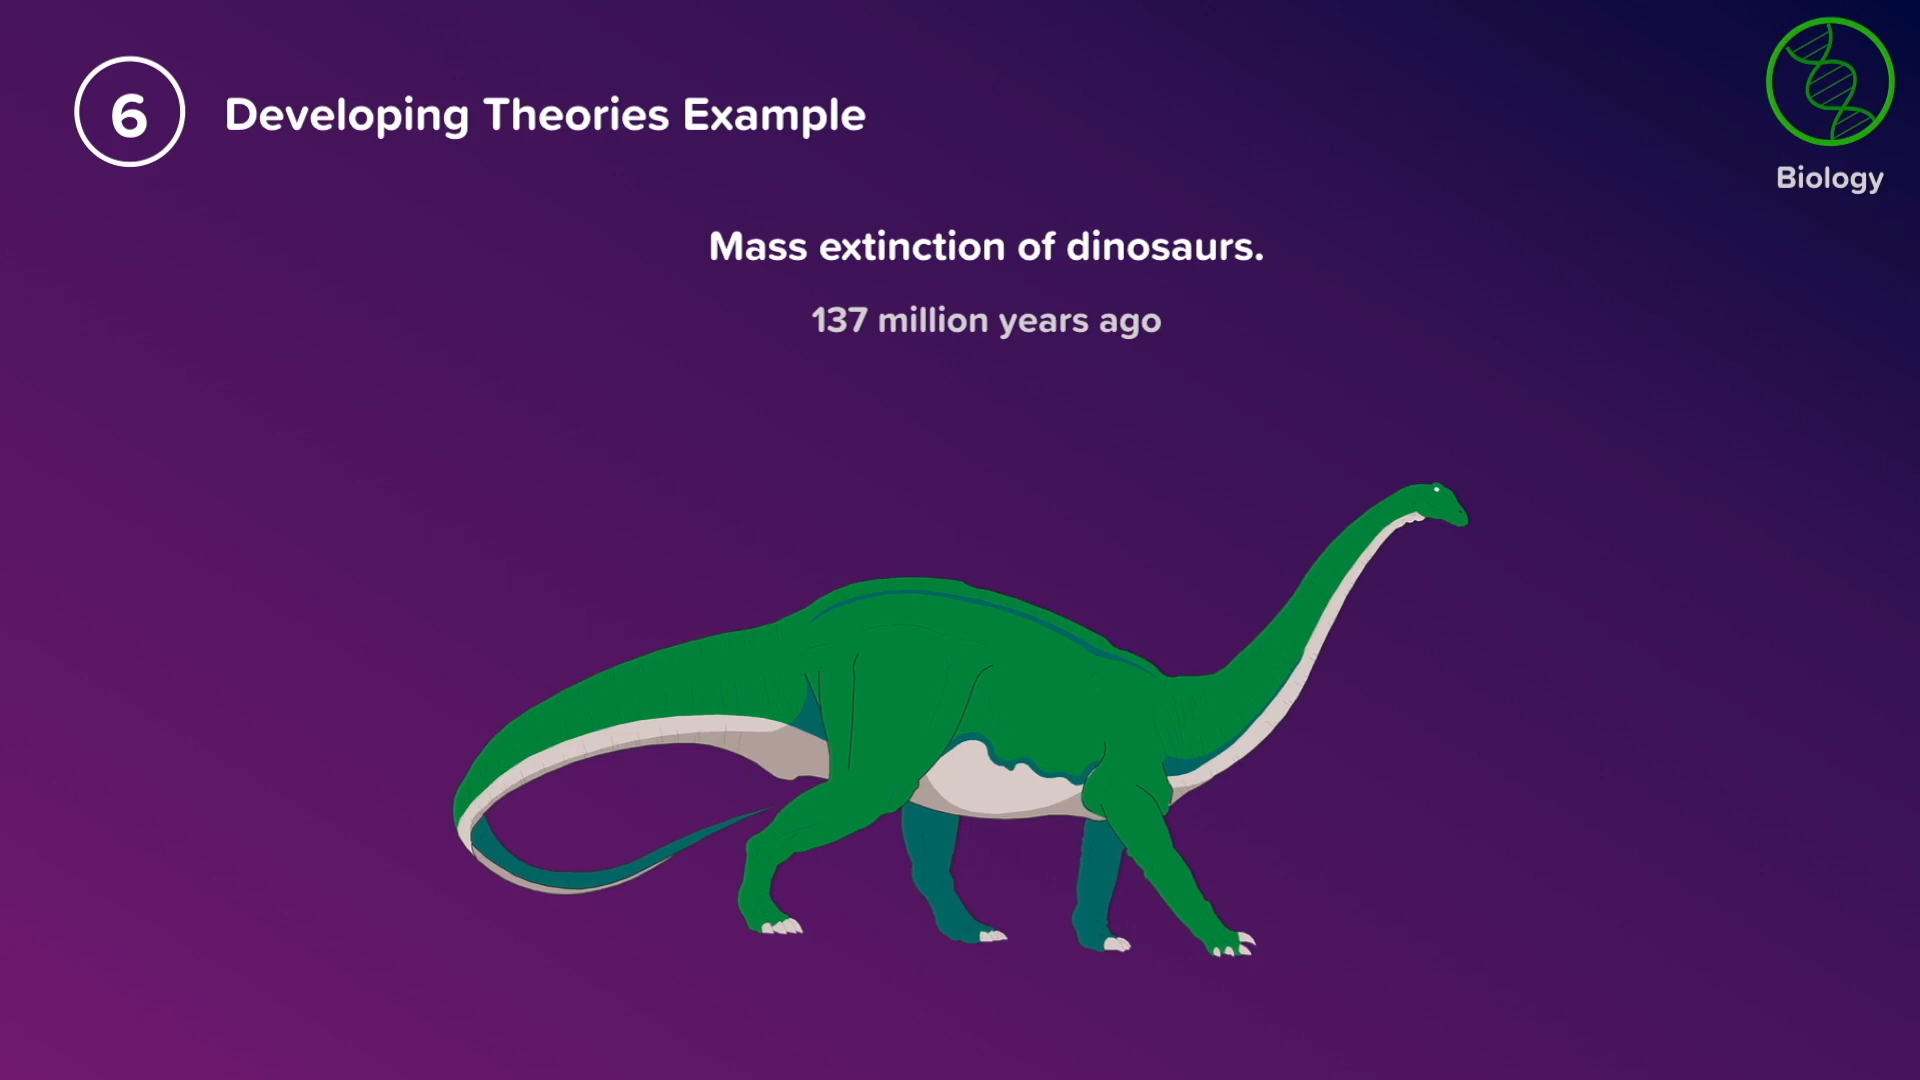 6
Developing Theories Example
Biology
Mass extinction of dinosaurs.
137 million years ago